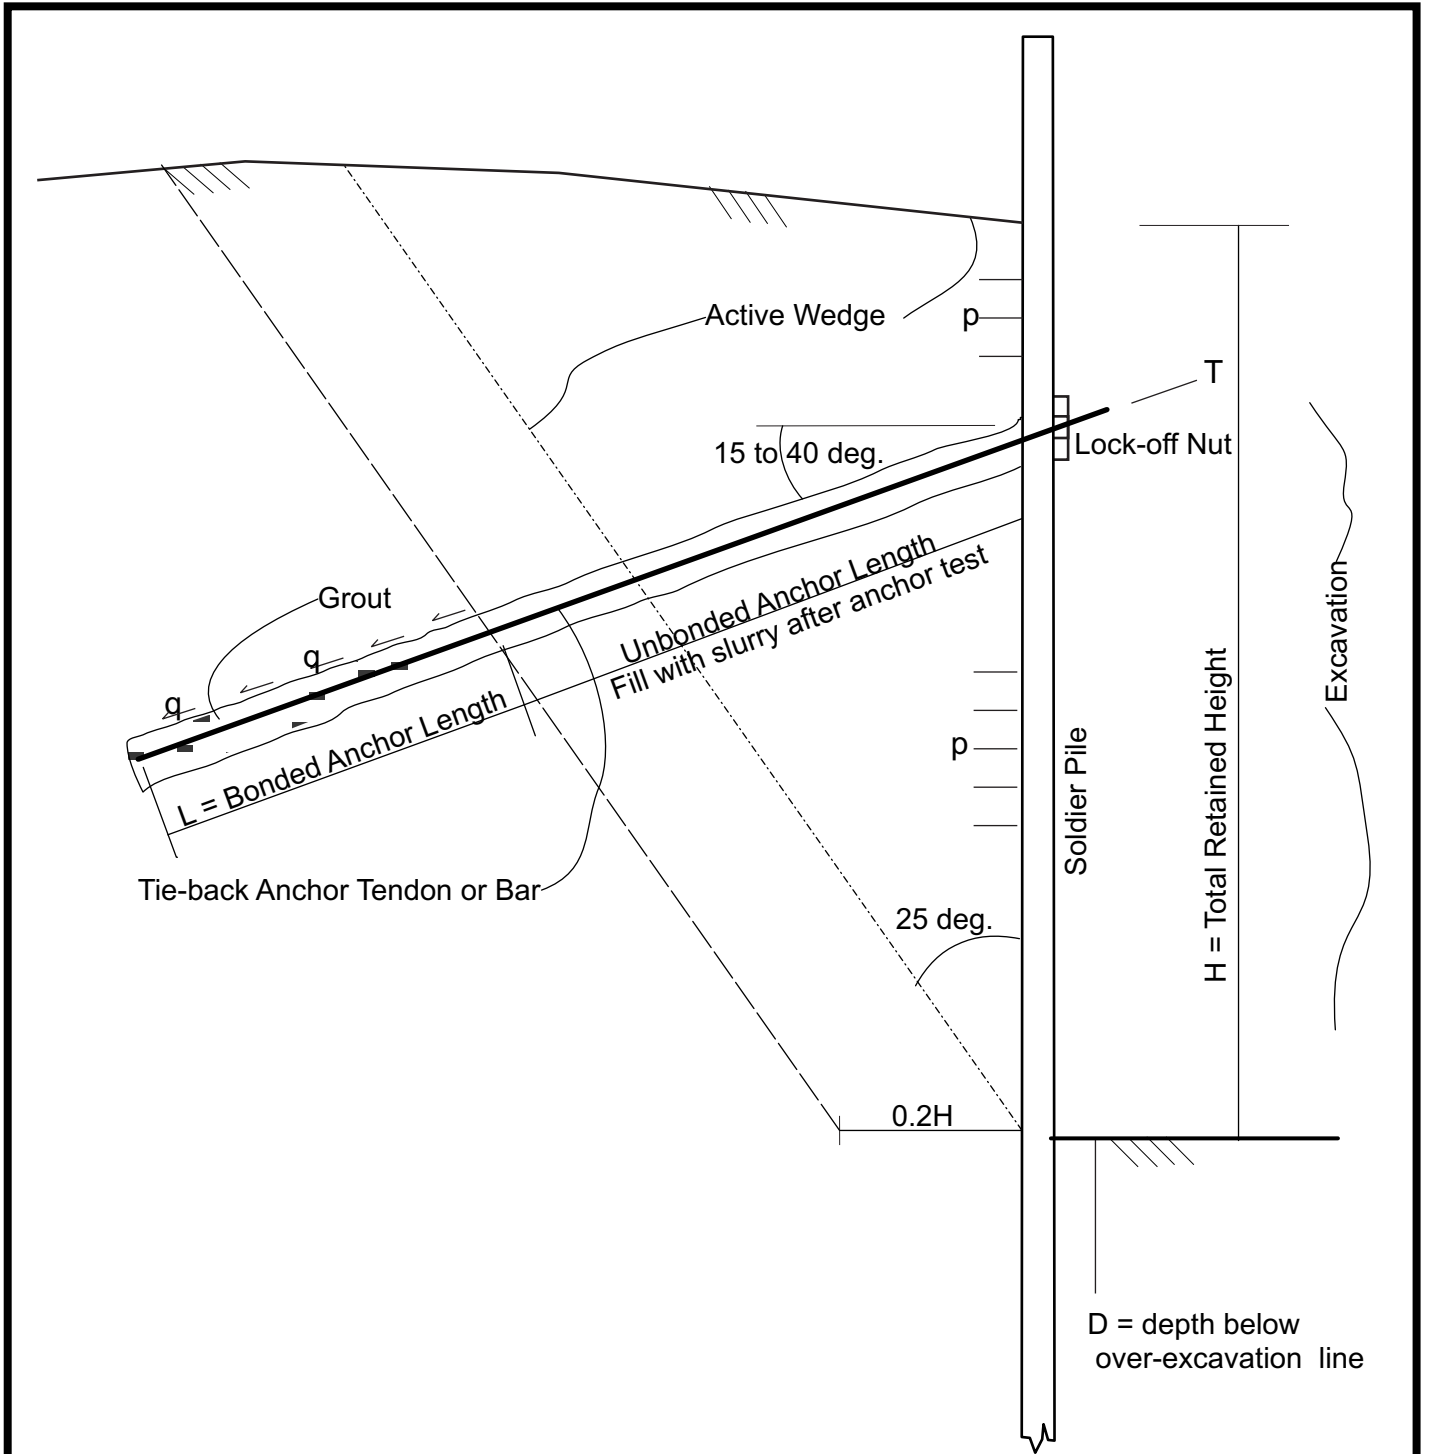 Active Wedge
p
T
15 to 40 deg.
Lock-off Nut
Unbonded Anchor Length
Fill with slurry after anchor test
Grout
q
q
L = Bonded Anchor Length
p
Soldier Pile
H = Total Retained Height
Excavation
Tie-back Anchor Tendon or Bar
25 deg.
0.2H
D = depth below
over-excavation line